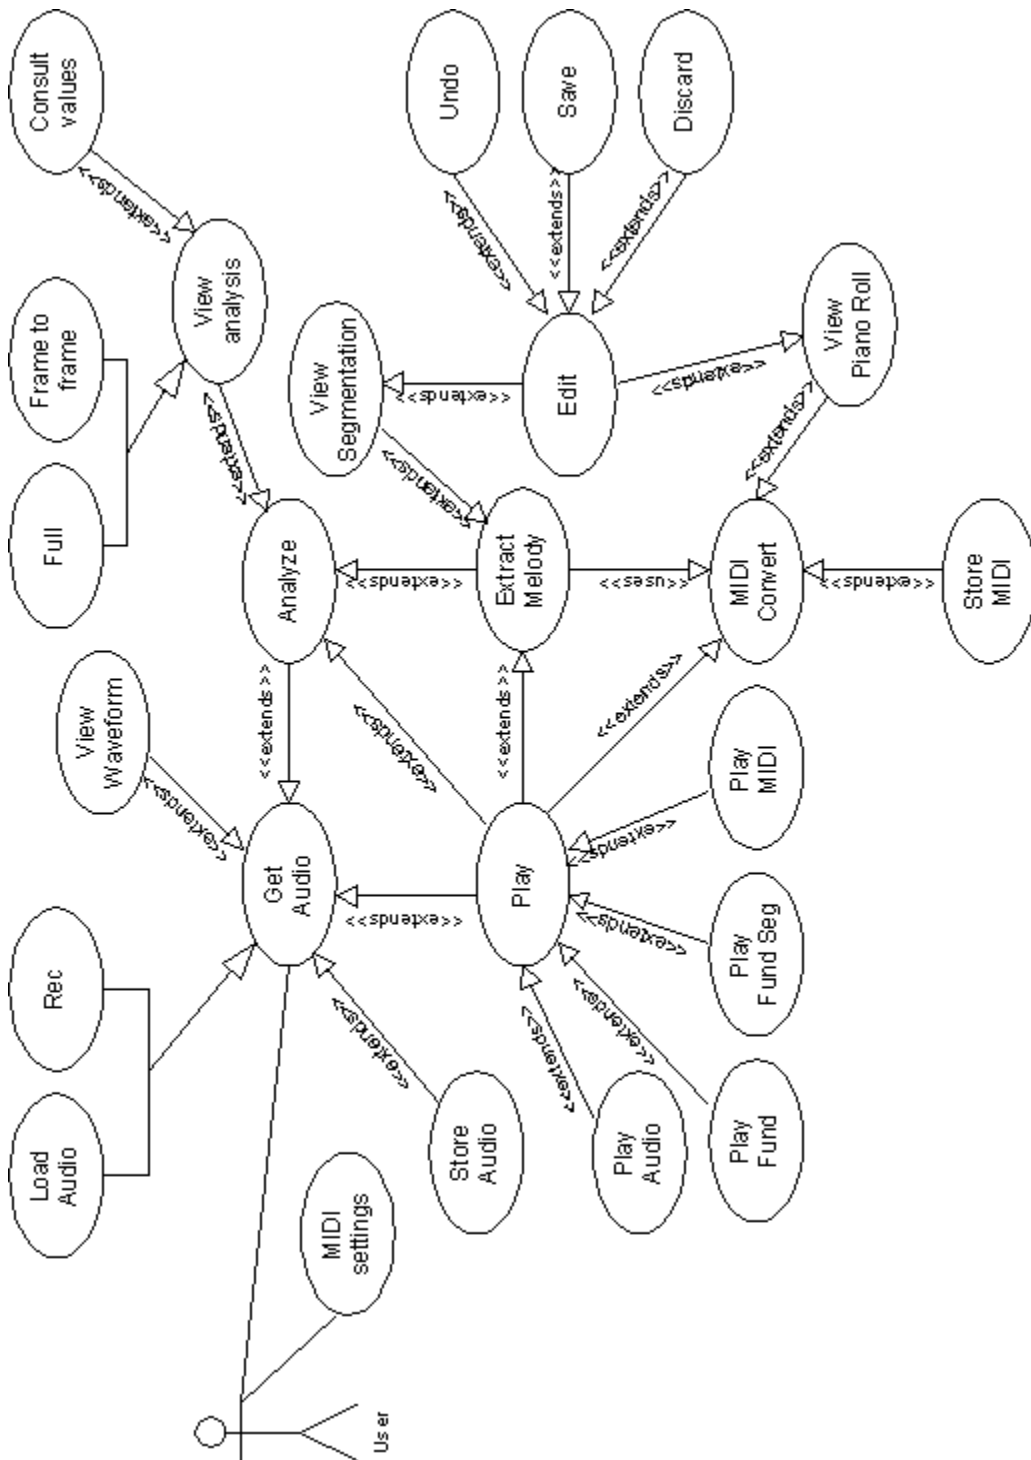 Consult
values
<<extends>>
Frame to
frame
Full
View
analysis
<<extends>>
Undo
Save
Discard
<<extends>>
<<extends>>
<<extends>>
View
Segmentation
<<extends>>
<<extends>>
Edit
<<extends>>
View
Piano Roll
<<extends>>
Analyze
<<extends>>
Extract
Melody
<<uses>>
MIDI
Convert
<<extends>>
Store
MIDI
View
Waveform
<<extends>>
<<extends>>
<<extends>>
<<extends>>
<<extends>>
Rec
Load
Audio
Get
Audio
<<extends>>
Play
<<extends>>
Play
MIDI
<<extends>>
Play
Fund Seg
<<extends>>
Play
Fund
<<extends>>
Play
Audio
<<extends>>
Store
Audio
MIDI
settings
User